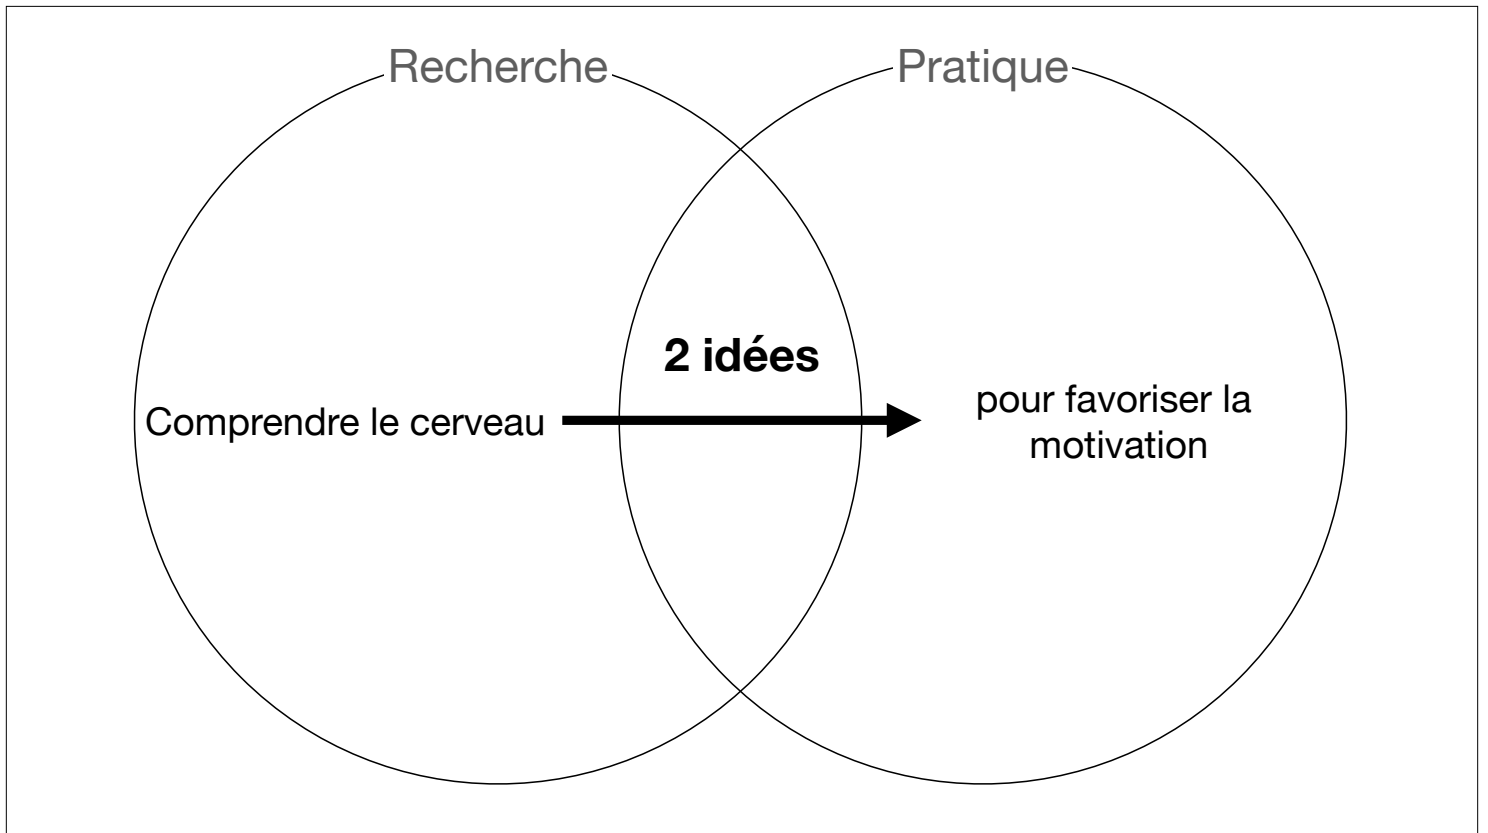 Recherche
Pratique
2 idées
Comprendre le cerveau
pour favoriser la
motivation